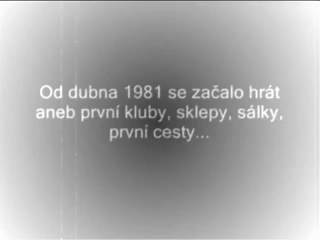 Od dubna 1981 se začalo hrát
aneb první kluby, sklepy, sálky,
první cesty...